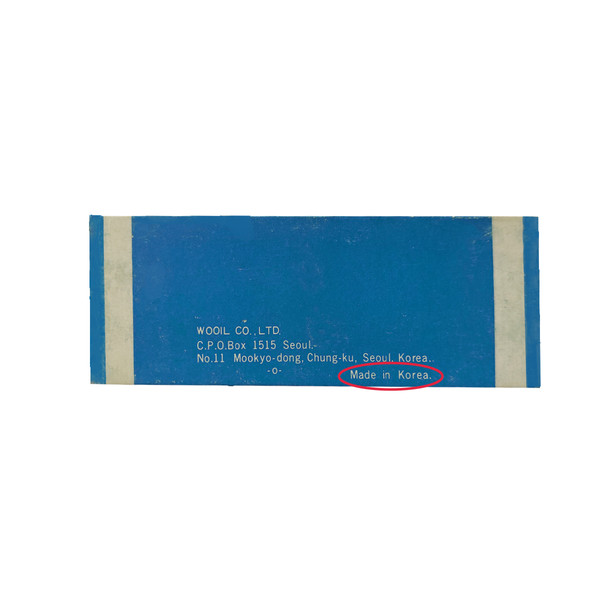 WOOIL CO.,LTD.
C.P.O.Box 1515 Seoul.-
No.11 Mookyo-dong, Chung-ku, Seoul, Korea..
-o-
Made in Korea.